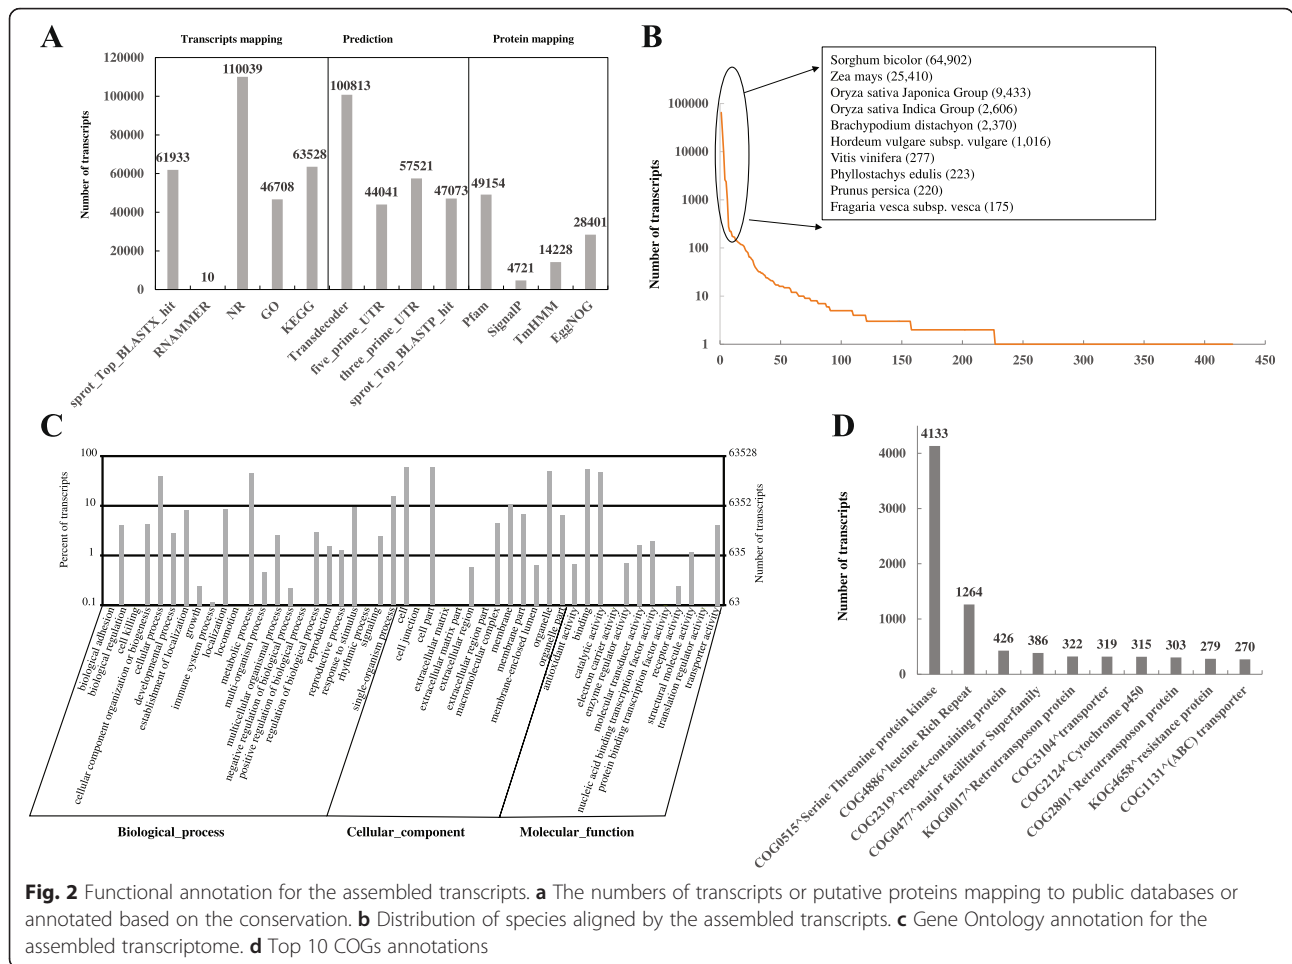 A
Transcripts mapping
Prediction
Protein mapping
Number of transcripts
120000
100000
80000
60000
40000
20000
0
61933
10
110039
46708
63528
100813
44041
57521
47073
49154
4721
14228
28401
sprot_Top_BLASTX_hit
RNAMMER
NR
GO
KEGG
Transdecoder
five_prime_UTR
three_prime_UTR
sprot_Top_BLASTP_hit
Pfam
SignalP
TmHMM
EggNOG
B
Sorghum bicolor (64,902)
Zea mays (25,410)
Oryza sativa Japonica Group (9,433)
Oryza sativa Indica Group (2,606)
Brachypodium distachyon (2,370)
Hordeum vulgare subsp. vulgare (1,016)
Vitis vinifera (277)
Phyllostachys edulis (223)
Prunus persica (220)
Fragaria vesca subsp. vesca (175)
Number of transcripts
100000
10000
1000
100
10
1
0 50 100 150 200 250 300 350 400 450
C
Percent of transcripts
100
10
1
0.1
63528
6352
635
63
Number of transcripts
biological adhesion
biological regulation
cell killing
cellular component organization or biogenesis
cellular process
developmental process
establishment of localization
growth
immune system process
localization
locomotion
metabolic process
multi-organism process
multicellular organismal process
negative regulation of biological process
positive regulation of biological process
regulation of biological process
reproduction
reproductive process
response to stimulus
rhythmic process
signaling
single-organism process
cell
cell junction
cell part
extracellular matrix
extracellular matrix part
extracellular region
extracellular region part
macromolecular complex
membrane
membrane part
membrane-enclosed lumen
organelle
organelle part
antioxidant activity
binding
catalytic activity
electron carrier activity
enzyme regulator activity
molecular transducer activity
nucleic acid binding transcription factor activity
protein binding transcription factor activity
receptor activity
structural molecule activity
translation regulator activity
transporter activity
Biological_process
Cellular_component
Molecular_function
D
Number of transcripts
4000
3000
2000
1000
0
4133
1264
426
386
322
319
315
303
279
270
COG0515^Serine Threonine protein kinase
COG4886^leucine Rich Repeat
COG2319^repeat-containing protein
COG0477^major facilitator Superfamily
KOG0017^Retrotransposon protein
COG3104^transporter
COG2124^Cytochrome p450
COG2801^Retrotransposon protein
KOG4658^resistance protein
COG1131^(ABC) transporter
Fig. 2 Functional annotation for the assembled transcripts. a The numbers of transcripts or putative proteins mapping to public databases or
annotated based on the conservation. b Distribution of species aligned by the assembled transcripts. c Gene Ontology annotation for the
assembled transcriptome. d Top 10 COGs annotations